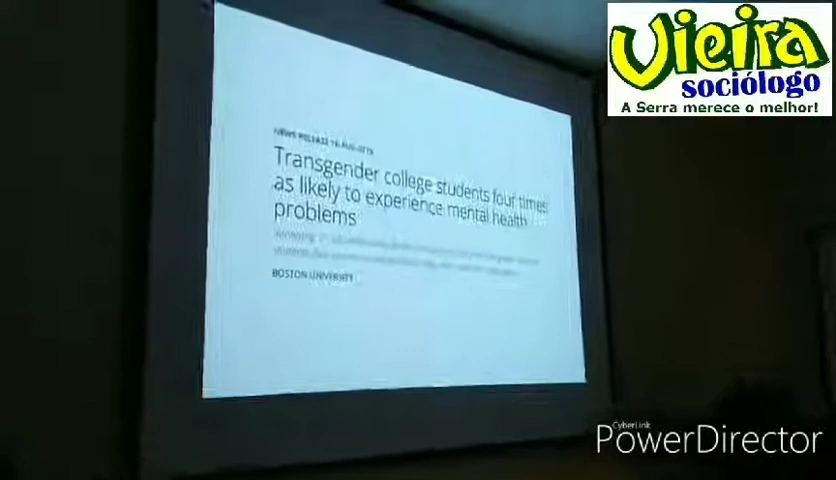 Vieira
sociólogo
A Serra merece o melhor!
NEWS RELEASE
Transgender college students four times
as likely to experience mental health
problems
BOSTON UNIVERSITY
CyberLink
PowerDirector